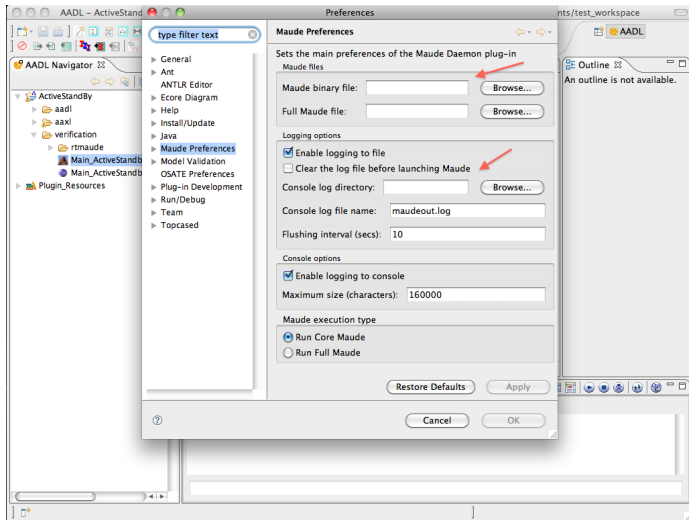 AADL - ActiveStand
Preferences
nts/test_workspace
AADL
AADL Navigator
ActiveStandBy
aadl
aaxl
verification
rtmaude
Main_ActiveStandb
Main_ActiveStandb
Plugin_Resources
type filter text
General
Ant
ANTLR Editor
Ecore Diagram
Help
Install/Update
Java
Maude Preferences
Model Validation
OSATE Preferences
Plug-in Development
Run/Debug
Team
Topcased
Maude Preferences
Sets the main preferences of the Maude Daemon plug-in
Maude files
Maude binary file: Browse...
Full Maude file: Browse...
Logging options
Enable logging to file
Clear the log file before launching Maude
Console log directory: Browse...
Console log file name: maudeout.log
Flushing interval (secs): 10
Console options
Enable logging to console
Maximum size (characters): 160000
Maude execution type
Run Core Maude
Run Full Maude
Restore Defaults Apply
Cancel OK
Outline
An outline is not available.